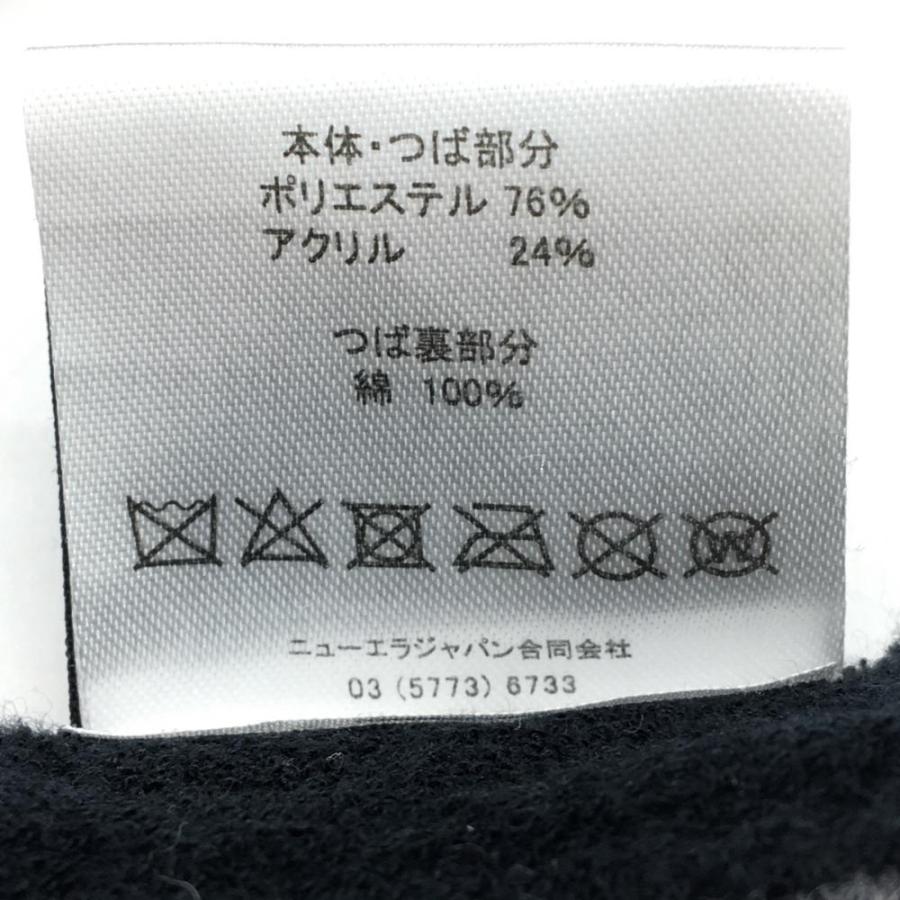 本体・つば部分
ポリエステル 76%
アクリル 24%
つば裏部分
綿 100%
W
ニューエラジャパン合同会社
03 (5773) 6733